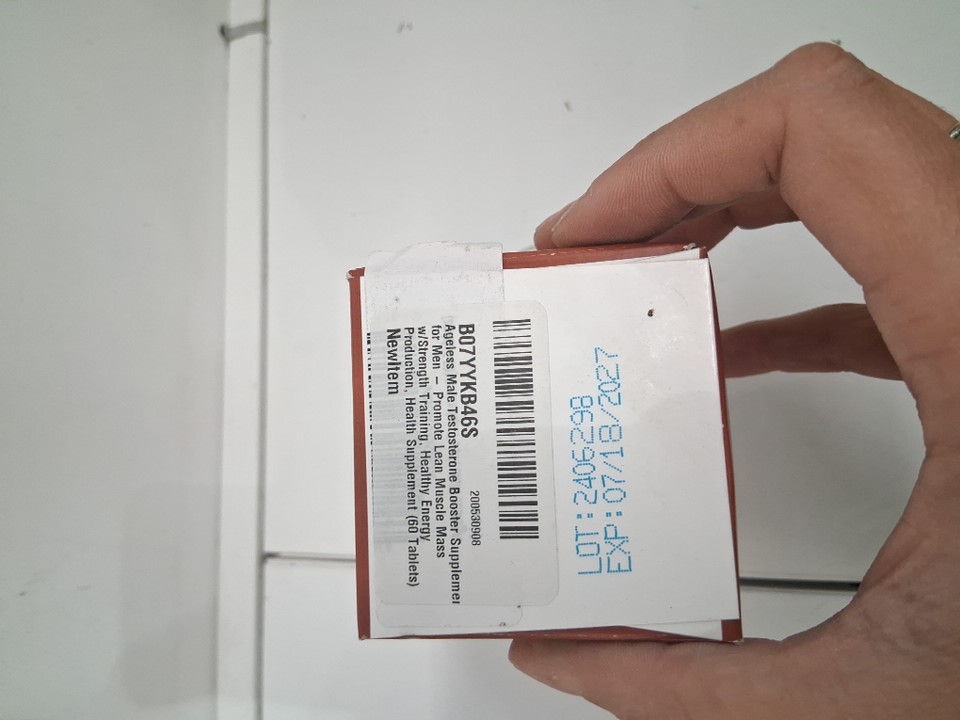 B07YYKB46S
200530908
Ageless Male Testosterone Booster Supplemen
for Men – Promote Lean Muscle Mass
w/Strength Training, Healthy Energy
Production, Health Supplement (60 Tablets)
NewItem
LOT: 2406298
EXP: 07/18/2027